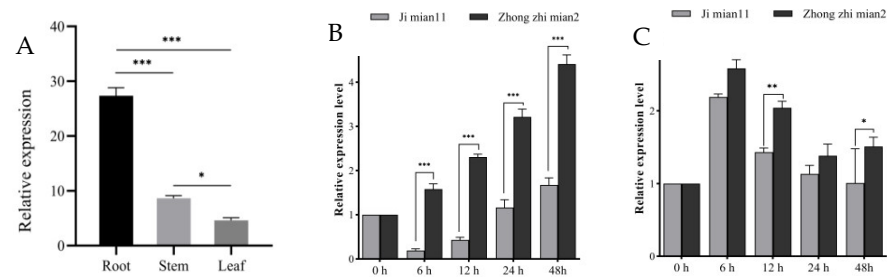 A
Relative expression
40
30
20
10
0
***
***
*
Root Stem Leaf
B
Ji mian11 Zhong zhi mian2
Relative expression level
4
3
2
1
0
***
***
***
***
0 h 6 h 12 h 24 h 48h
C
Ji mian11 Zhong zhi mian2
Relative expression level
2
1
0
**
*
0 h 6 h 12 h 24 h 48h